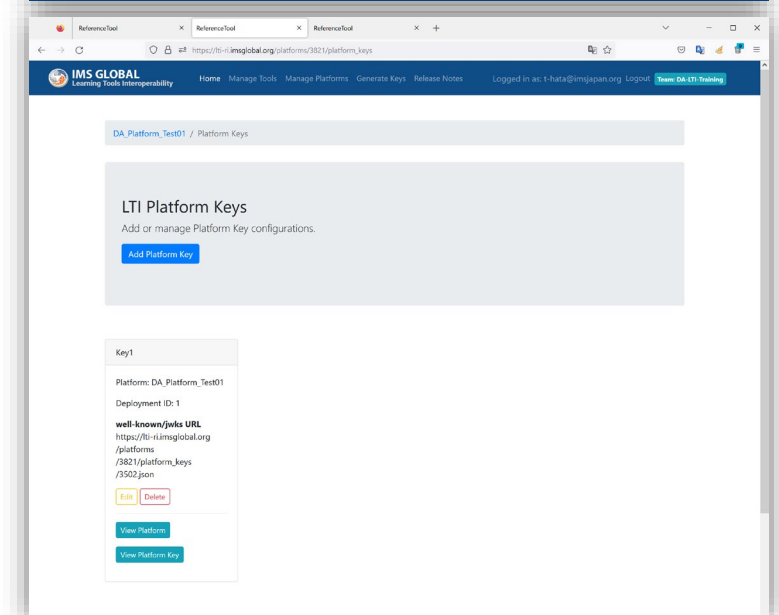 ReferenceTool
ReferenceTool
ReferenceTool
https://lti-ri.imsglobal.org/platforms/3821/platform_keys
IMS GLOBAL
Learning Tools Interoperability
Home Manage Tools Manage Platforms Generate Keys Release Notes Logged in as: t-hata@imsjapan.org Logout Team: DA-LTI-Training
DA_Platform_Test01 / Platform Keys
LTI Platform Keys
Add or manage Platform Key configurations.
Add Platform Key
Key1
Platform: DA_Platform_Test01
Deployment ID: 1
well-known/jwks URL
https://lti-ri.imsglobal.org
/platforms
/3821/platform_keys
/3502.json
Edit Delete
View Platform
View Platform Key